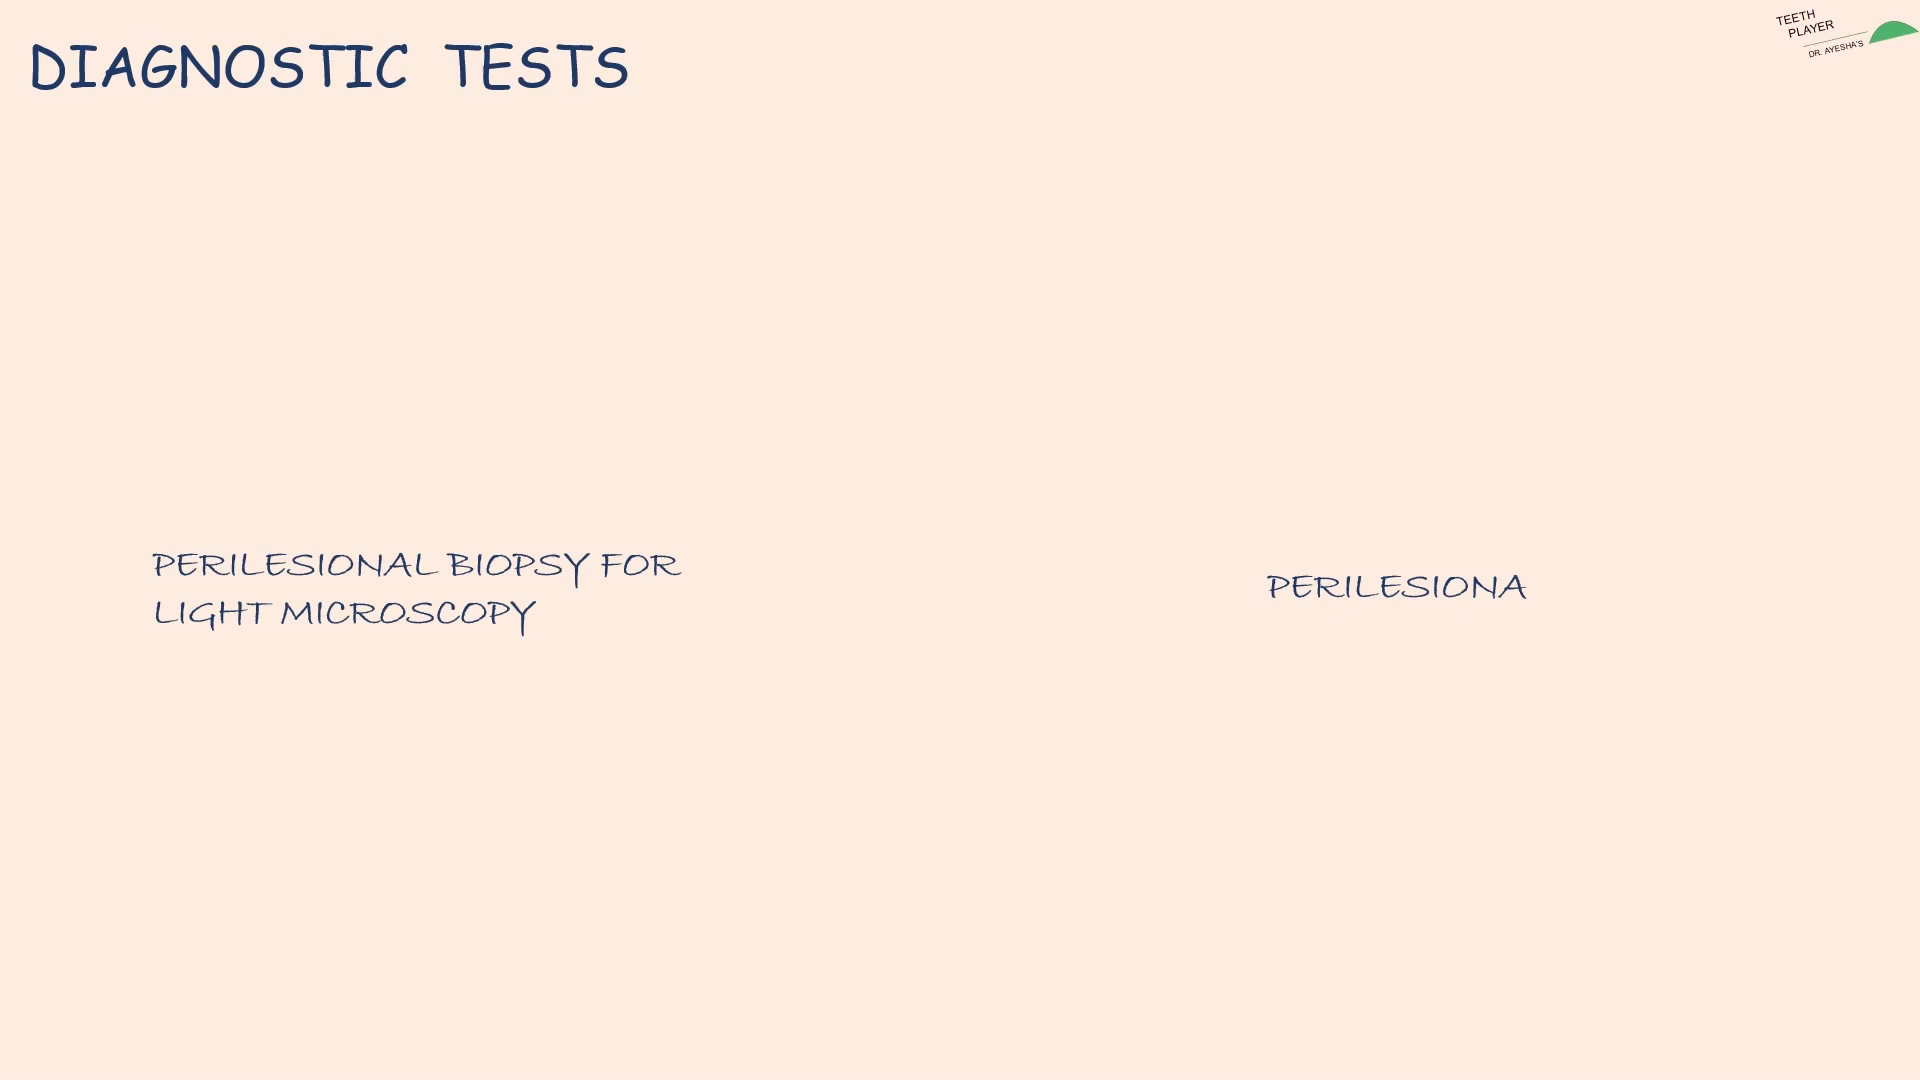 DIAGNOSTIC TESTS
TEETH
PLAYER
DR. AYESHA'S
PERILESIONAL BIOPSY FOR
LIGHT MICROSCOPY
PERILESIONA